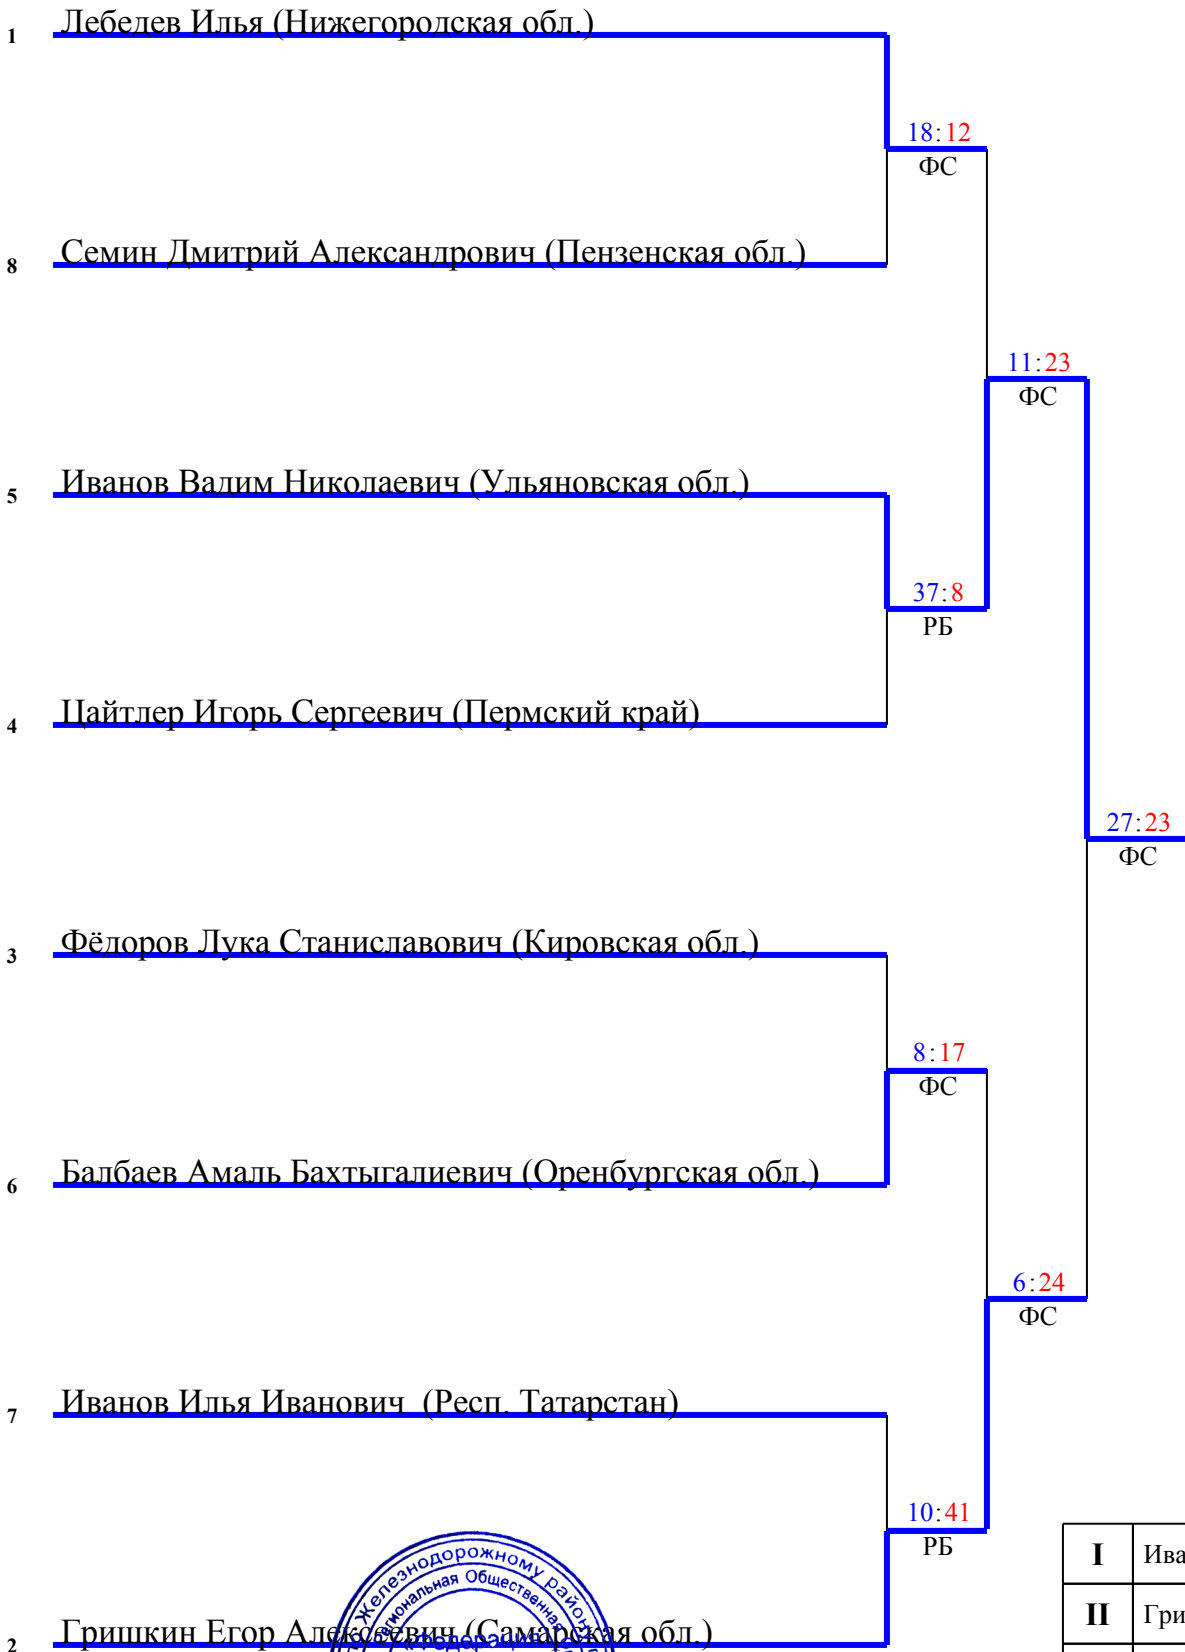 1 Лебедев Илья (Нижегородская обл.)
18:12
ФС
8 Семин Дмитрий Александрович (Пензенская обл.)
11:23
ФС
5 Иванов Вадим Николаевич (Ульяновская обл.)
37:8
РБ
4 Цайтлер Игорь Сергеевич (Пермский край)
27:23
ФС
3 Фёдоров Лука Станиславович (Кировская обл.)
8:17
ФС
6 Балбаев Амаль Бахтыгалиевич (Оренбургская обл.)
6:24
ФС
7 Иванов Илья Иванович (Респ. Татарстан)
10:41
РБ
I Ива
II Гри
Железнодорожному району
Общественная
2 Гришкин Егор Алексеевич (Самарская обл.)